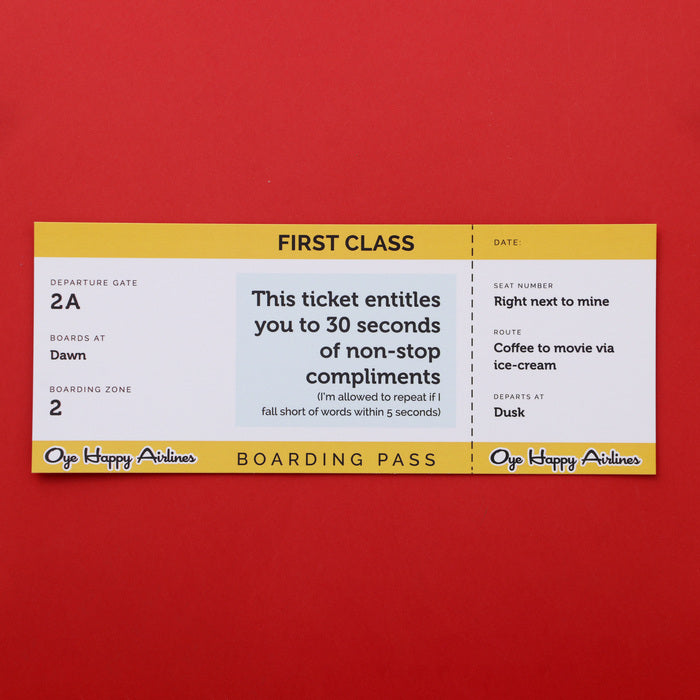 FIRST CLASS
DEPARTURE GATE
2A
BOARDS AT
Dawn
BOARDING ZONE
2
This ticket entitles
you to 30 seconds
of non-stop
compliments
(I'm allowed to repeat if I
fall short of words within 5 seconds)
Oye Happy Airlines
BOARDING PASS
DATE:
SEAT NUMBER
Right next to mine
ROUTE
Coffee to movie via
ice-cream
DEPARTS AT
Dusk
Oye Happy Airlines